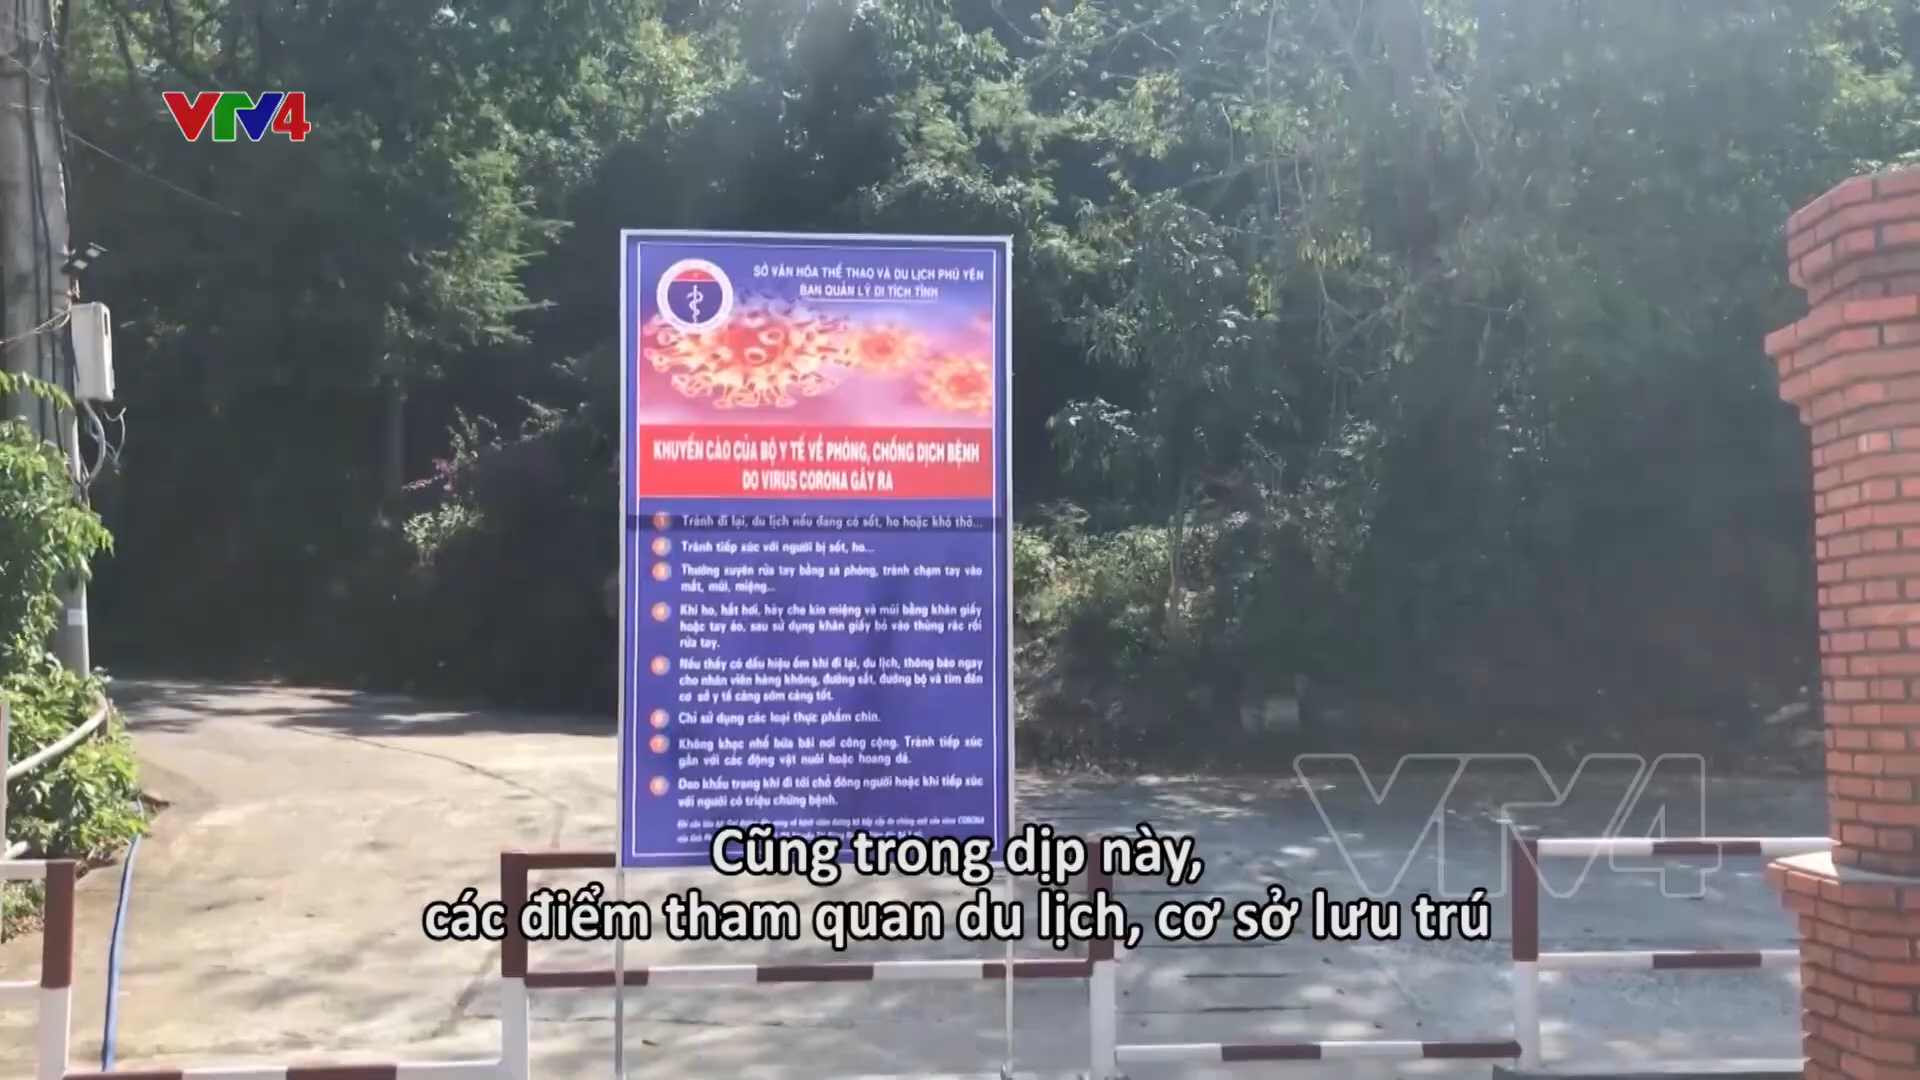 VTV4
SỞ VĂN HÓA THỂ THAO VÀ DU LỊCH PHÚ YÊN
BAN QUẢN LÝ DI TÍCH TỈNH
KHUYẾN CÁO CỦA BỘ Y TẾ VỀ PHÒNG, CHỐNG DỊCH BỆNH
DO VIRUS CORONA GÂY RA
1 Tránh đi lại, du lịch nếu đang có sốt, ho hoặc khó thở...
2 Tránh tiếp xúc với người bị sốt, ho...
3 Thường xuyên rửa tay bằng xà phòng, tránh chạm tay vào
mắt, mũi, miệng...
4 Khi ho, hắt hơi, hãy che kín miệng và mũi bằng khăn giấy
hoặc tay áo, sau sử dụng khăn giấy bỏ vào thùng rác rồi
rửa tay.
5 Nếu thấy có dấu hiệu ốm khi đi lại, du lịch, thông báo ngay
cho nhân viên hàng không, đường sắt, đường bộ và tìm đến
cơ sở y tế càng sớm càng tốt.
6 Chỉ sử dụng các loại thực phẩm chín.
7 Không khạc nhổ bừa bãi nơi công cộng. Tránh tiếp xúc
gần với các động vật nuôi hoặc hoang dã.
8 Đeo khẩu trang khi đi tới chỗ đông người hoặc khi tiếp xúc
với người có triệu chứng bệnh.
VTV4
Cũng trong dịp này,
các điểm tham quan du lịch, cơ sở lưu trú